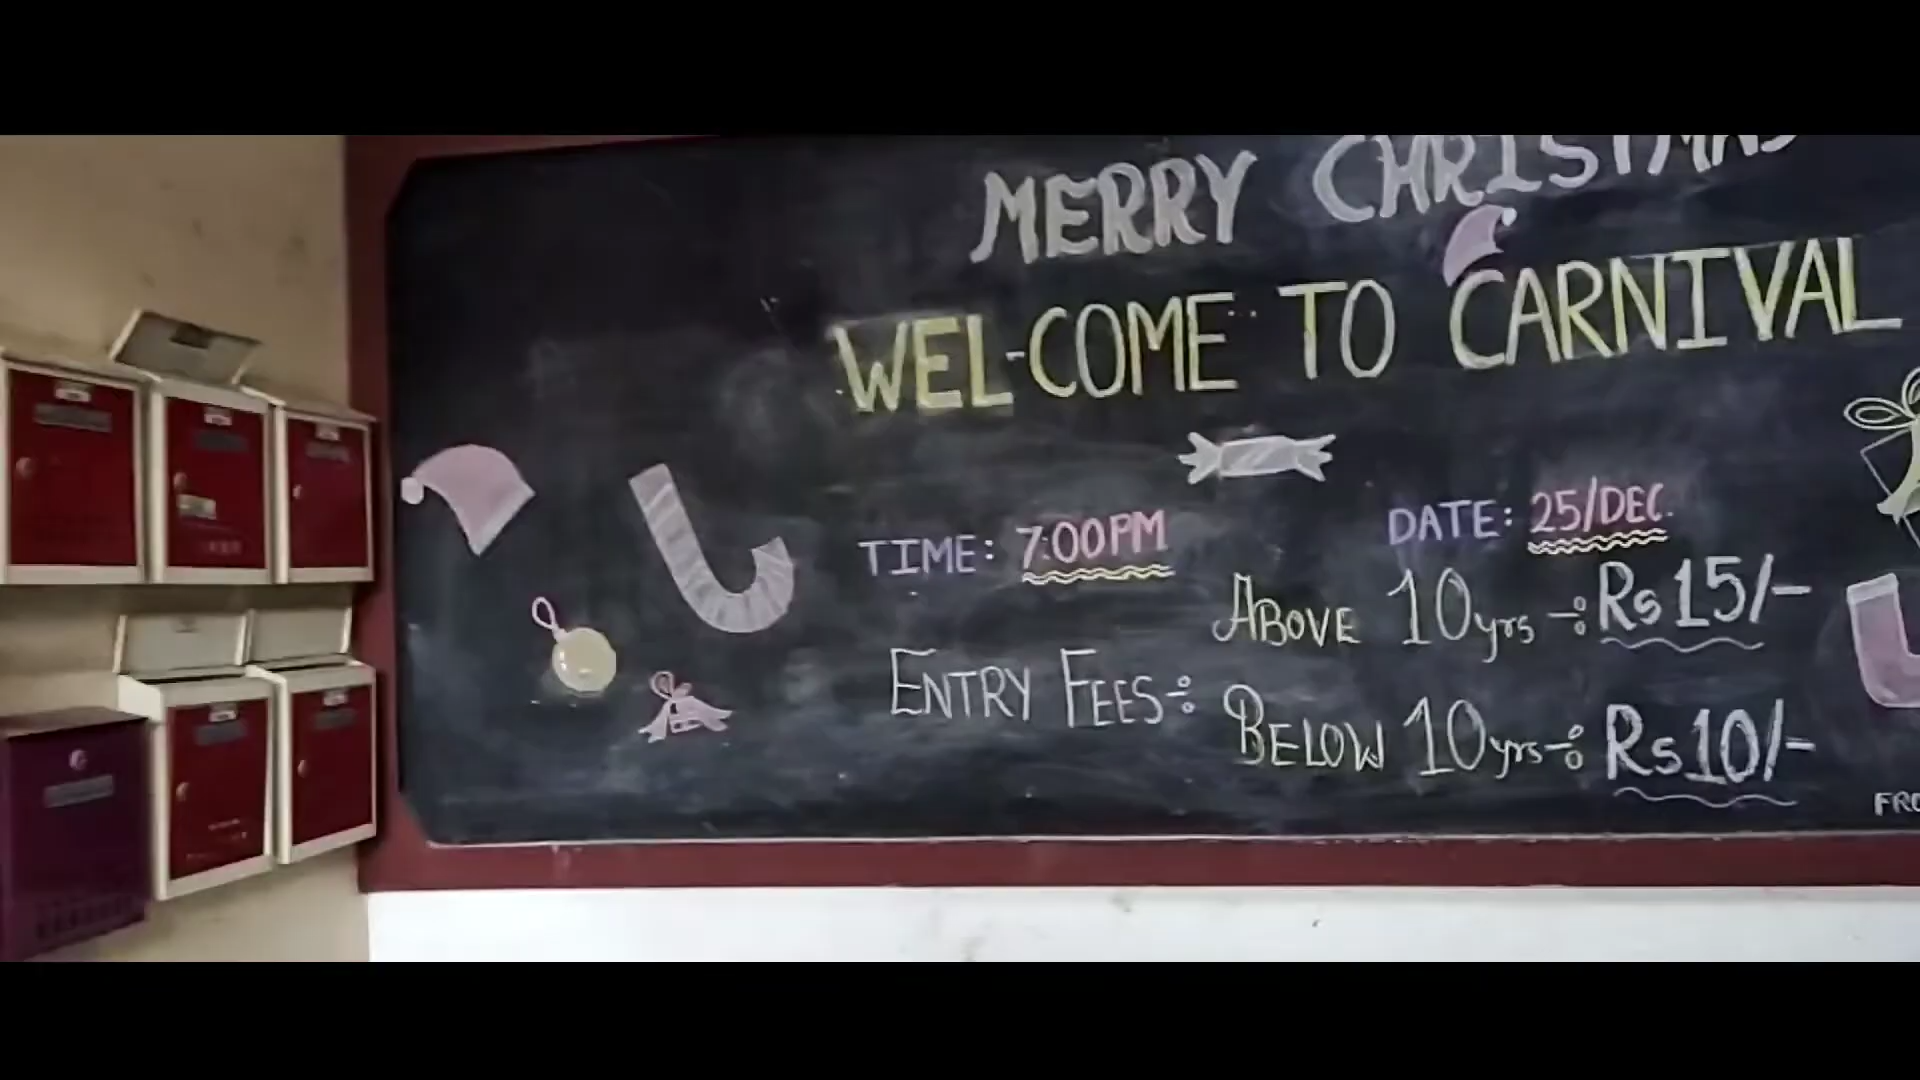 MERRY CHRISTMAS
WEL-COME TO CARNIVAL
TIME: 7:00PM
DATE: 25/DEC.
ENTRY FEES÷
ABOVE 10yrs -: Rs 15/-
BELOW 10yrs -: Rs 10/-